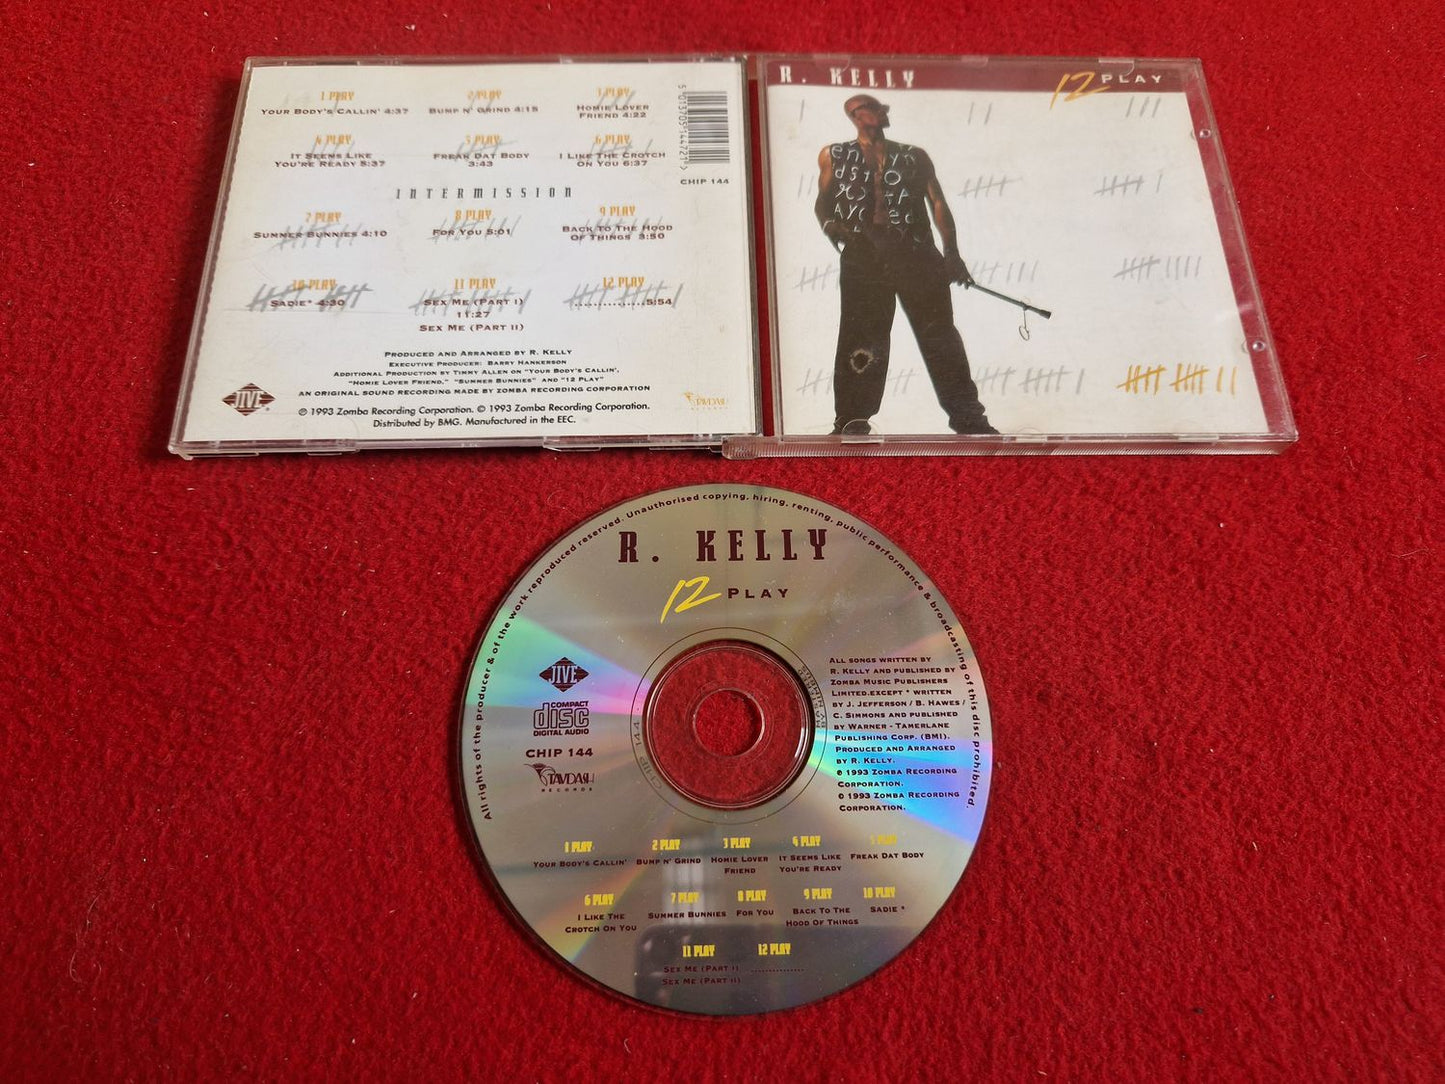 1 PLAY
YOUR BODY'S CALLIN' 4:37
2 PLAY
BUMP N' GRIND 4:15
3 PLAY
HOMIE LOVER
FRIEND 4:22
4 PLAY
IT SEEMS LIKE
YOU'RE READY 5:37
5 PLAY
FREAK DAT BODY
3:43
6 PLAY
I LIKE THE CROTCH
ON YOU 6:37
INTERMISSION
7 PLAY
SUMMER BUNNIES 4:10
8 PLAY
FOR YOU 5:01
9 PLAY
BACK TO THE HOOD
OF THINGS 3:50
10 PLAY
SADIE* 4:30
11 PLAY
SEX ME (PART I)
11:27
SEX ME (PART II)
12 PLAY
................5:54
PRODUCED AND ARRANGED BY R. KELLY
EXECUTIVE PRODUCER: BARRY HANKERSON
ADDITIONAL PRODUCTION BY TIMMY ALLEN ON "YOUR BODY'S CALLIN',
"HOMIE LOVER FRIEND," "SUMMER BUNNIES" AND "12 PLAY"
AN ORIGINAL SOUND RECORDING MADE BY ZOMBA RECORDING CORPORATION
℗ 1993 Zomba Recording Corporation. © 1993 Zomba Recording Corporation.
Distributed by BMG. Manufactured in the EEC.
JIVE
5 013705 144721 >
CHIP 144
R. KELLY
12 PLAY
All rights of the producer & of the work reproduced reserved. Unauthorised copying, hiring, renting, public performance & broadcasting of this disc prohibited.
R. KELLY
12 PLAY
JIVE
COMPACT
disc
DIGITAL AUDIO
CHIP 144
RECORDS
ALL SONGS WRITTEN BY
R. KELLY AND PUBLISHED BY
ZOMBA MUSIC PUBLISHERS
LIMITED.EXCEPT * WRITTEN
BY J. JEFFERSON / B. HAWES /
C. SIMMONS AND PUBLISHED
BY WARNER - TAMERLANE
PUBLISHING CORP. (BMI).
PRODUCED AND ARRANGED
BY R. KELLY.
℗ 1993 ZOMBA RECORDING
CORPORATION.
© 1993 ZOMBA RECORDING
CORPORATION.
CHIP 144
1 PLAY
YOUR BODY'S CALLIN'
2 PLAY
BUMP N' GRIND
3 PLAY
HOMIE LOVER
FRIEND
4 PLAY
IT SEEMS LIKE
YOU'RE READY
5 PLAY
FREAK DAT BODY
6 PLAY
I LIKE THE
CROTCH ON YOU
7 PLAY
SUMMER BUNNIES
8 PLAY
FOR YOU
9 PLAY
BACK TO THE
HOOD OF THINGS
10 PLAY
SADIE *
11 PLAY
SEX ME (PART I)
SEX ME (PART II)
12 PLAY
................